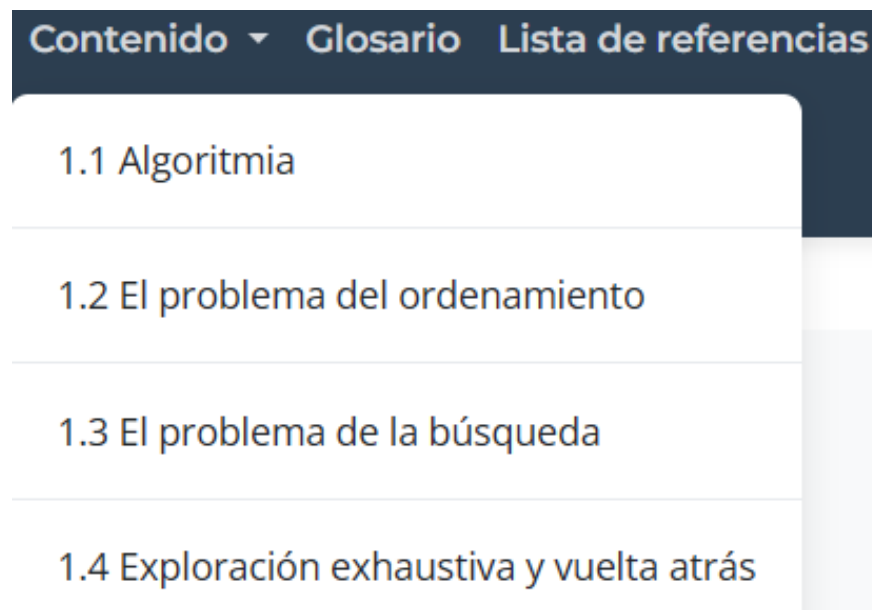 Contenido Glosario Lista de referencias
1.1 Algoritmia
1.2 El problema del ordenamiento
1.3 El problema de la búsqueda
1.4 Exploración exhaustiva y vuelta atrás